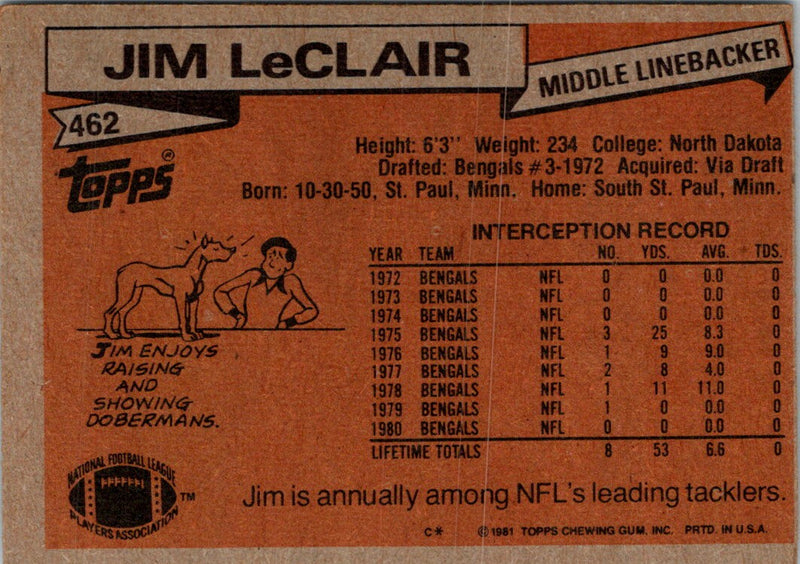 JIM LeCLAIR
MIDDLE LINEBACKER
462
TOPPS®
Height: 6'3" Weight: 234 College: North Dakota
Drafted: Bengals #3-1972 Acquired: Via Draft
Born: 10-30-50, St. Paul, Minn. Home: South St. Paul, Minn.
JIM ENJOYS
RAISING
AND
SHOWING
DOBERMANS.
INTERCEPTION RECORD
YEAR TEAM NO. YDS. AVG. TDS.
1972 BENGALS NFL 0 0 0.0 0
1973 BENGALS NFL 0 0 0.0 0
1974 BENGALS NFL 0 0 0.0 0
1975 BENGALS NFL 3 25 8.3 0
1976 BENGALS NFL 1 9 9.0 0
1977 BENGALS NFL 2 8 4.0 0
1978 BENGALS NFL 1 11 11.0 0
1979 BENGALS NFL 1 0 0.0 0
1980 BENGALS NFL 0 0 0.0 0
LIFETIME TOTALS 8 53 6.6 0
NATIONAL FOOTBALL LEAGUE
PLAYERS ASSOCIATION
TM
Jim is annually among NFL's leading tacklers.
C* ©1981 TOPPS CHEWING GUM, INC. PRTD. IN U.S.A.